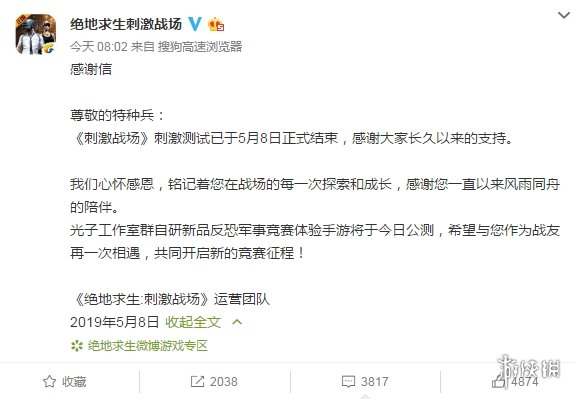 绝地求生刺激战场
今天 08:02 来自 搜狗高速浏览器
感谢信
尊敬的特种兵：
《刺激战场》刺激测试已于5月8日正式结束，感谢大家长久以来的支持。
我们心怀感恩，铭记着您在战场的每一次探索和成长，感谢您一直以来风雨同舟
的陪伴。
光子工作室群自研新品反恐军事竞赛体验手游将于今日公测，希望与您作为战友
再一次相遇，共同开启新的竞赛征程！
《绝地求生:刺激战场》运营团队
2019年5月8日 收起全文
绝地求生微博游戏专区
收藏 2038 3817 4874
游侠网